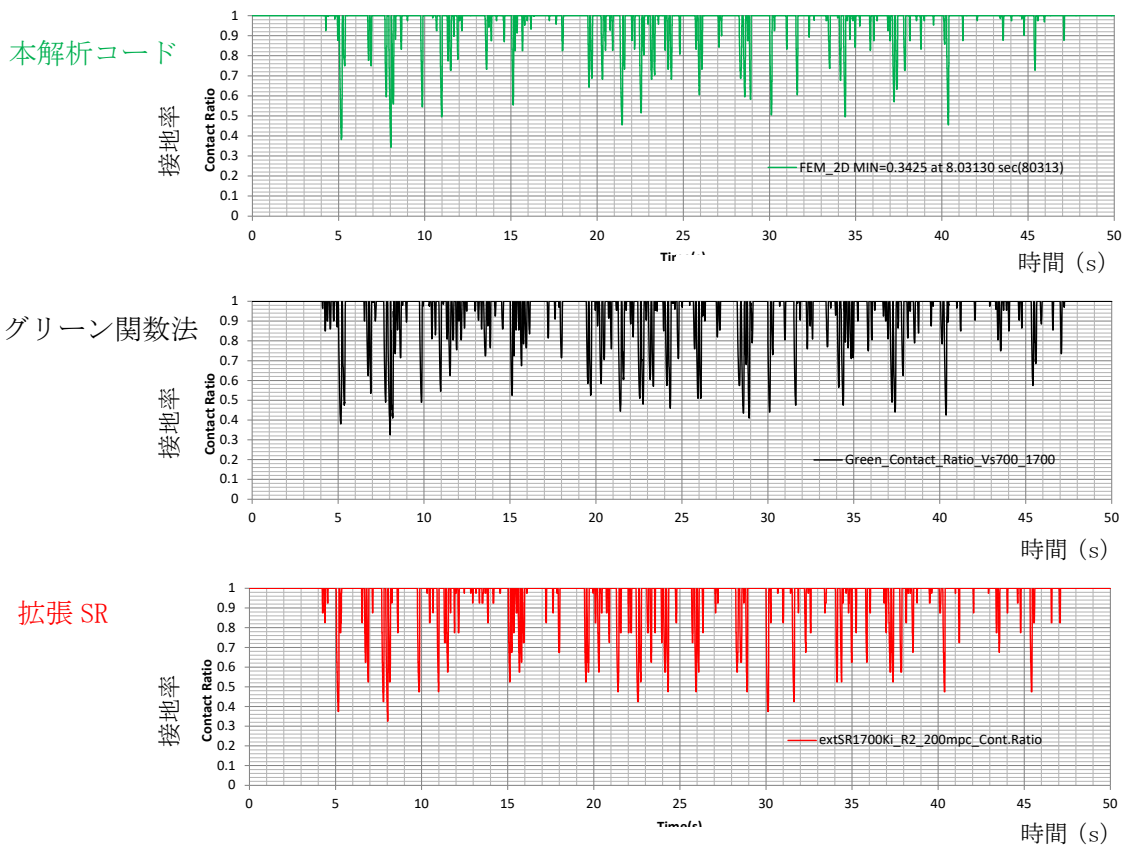 本解析コード
接地率
Contact Ratio
1
0.9
0.8
0.7
0.6
0.5
0.4
0.3
0.2
0.1
0
FEM_2D MIN=0.3425 at 8.03130 sec(80313)
0 5 10 15 20 25 30 35 40 45 50
時間 (s)
グリーン関数法
接地率
Contact Ratio
1
0.9
0.8
0.7
0.6
0.5
0.4
0.3
0.2
0.1
0
Green_Contact_Ratio_Vs700_1700
0 5 10 15 20 25 30 35 40 45 50
時間 (s)
拡張 SR
接地率
Contact Ratio
1
0.9
0.8
0.7
0.6
0.5
0.4
0.3
0.2
0.1
0
extSR1700Ki_R2_200mpc_Cont.Ratio
0 5 10 15 20 25 30 35 40 45 50
Time(s)
時間 (s)